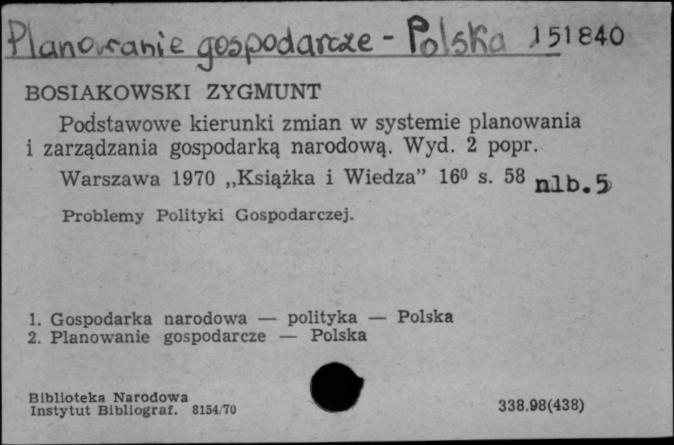 Planowanie gospodarcze - Polska 151840
BOSIAKOWSKI ZYGMUNT
Podstawowe kierunki zmian w systemie planowania
i zarządzania gospodarką narodową. Wyd. 2 popr.
Warszawa 1970 „Książka i Wiedza” 16⁰ s. 58 nlb. 5
Problemy Polityki Gospodarczej.
1. Gospodarka narodowa — polityka — Polska
2. Planowanie gospodarcze — Polska
Biblioteka Narodowa
Instytut Bibliograf. 8154/70
338.98(438)